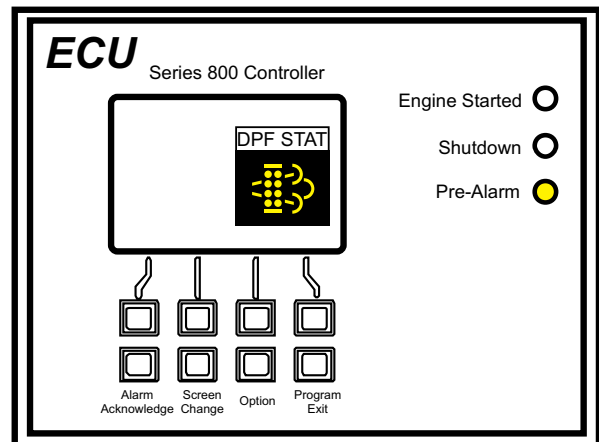 ECU
Series 800 Controller
DPF STAT
Engine Started
Shutdown
Pre-Alarm
Alarm
Acknowledge
Screen
Change
Option
Program
Exit